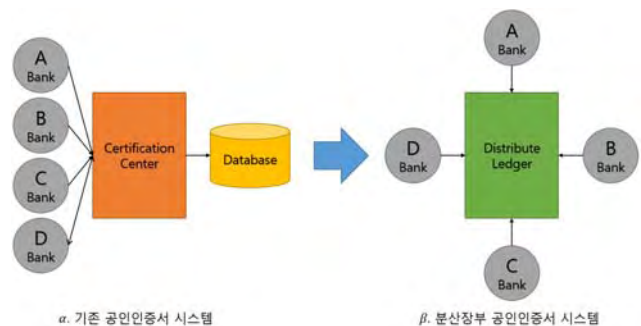 A
Bank
B
Bank
C
Bank
D
Bank
Certification
Center
Database
A
Bank
D
Bank
Distribute
Ledger
B
Bank
C
Bank
α. 기존 공인인증서 시스템
β. 분산장부 공인인증서 시스템